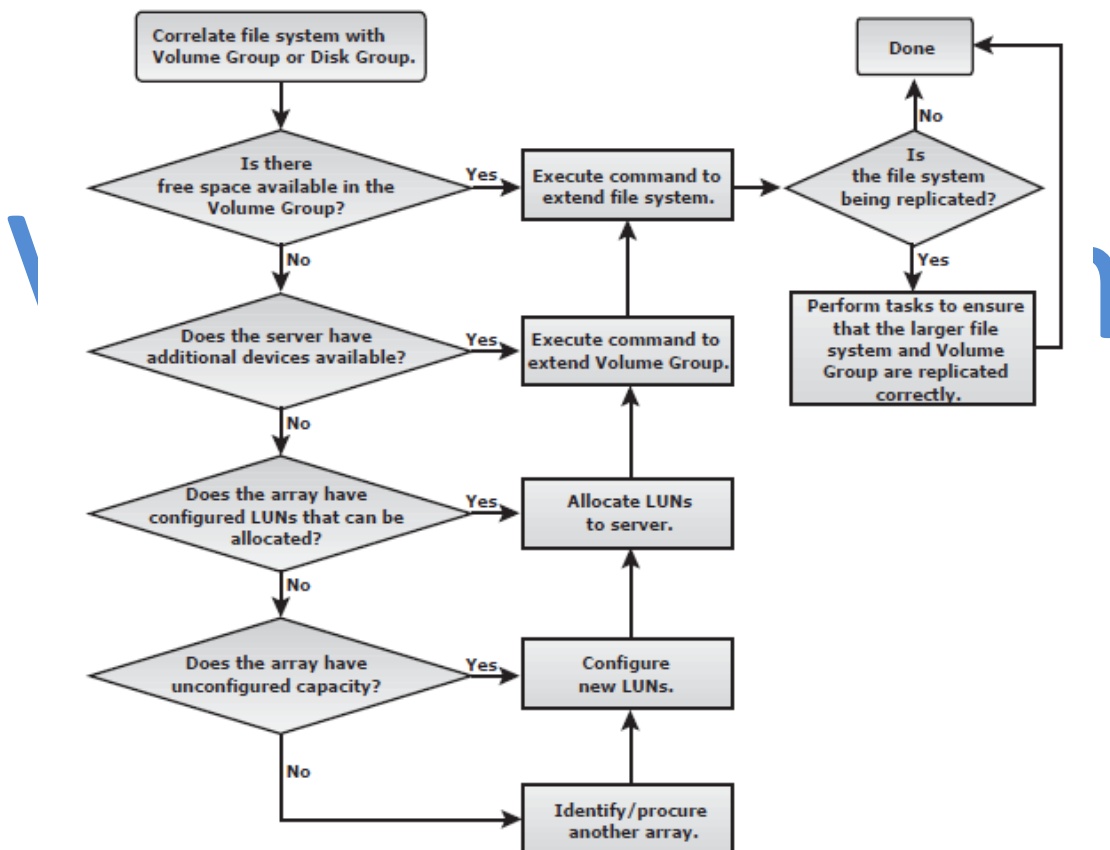 Correlate file system with
Volume Group or Disk Group.
Done
No
Is there
free space available in the
Volume Group?
Yes
Execute command to
extend file system.
Is
the file system
being replicated?
No
Yes
Does the server have
additional devices available?
Yes
Execute command to
extend Volume Group.
Perform tasks to ensure
that the larger file
system and Volume
Group are replicated
correctly.
No
Does the array have
configured LUNs that can be
allocated?
Yes
Allocate LUNs
to server.
No
Does the array have
unconfigured capacity?
Yes
Configure
new LUNs.
No
Identify/procure
another array.